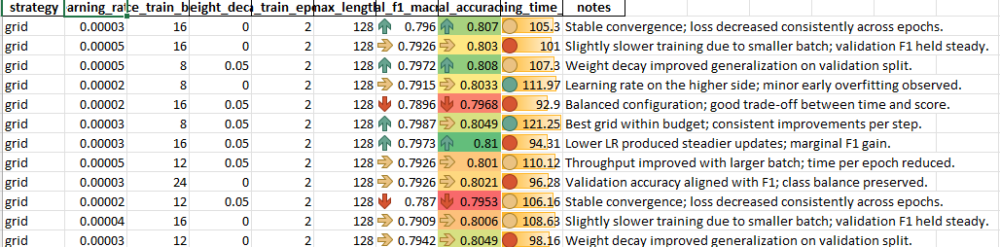 strategy arning_ra e_train_b eight_deca _train_epo max_length al_f1_macr al_accurac ing_time_ notes
grid 0.00003 16 0 2 128 0.796 0.807 105.3 Stable convergence; loss decreased consistently across epochs.
grid 0.00005 16 0 2 128 0.7926 0.803 101 Slightly slower training due to smaller batch; validation F1 held steady.
grid 0.00005 8 0.05 2 128 0.7972 0.808 107.3 Weight decay improved generalization on validation split.
grid 0.00002 8 0 2 128 0.7915 0.8033 111.97 Learning rate on the higher side; minor early overfitting observed.
grid 0.00002 16 0.05 2 128 0.7896 0.7968 92.9 Balanced configuration; good trade-off between time and score.
grid 0.00003 8 0.05 2 128 0.7987 0.8049 121.25 Best grid within budget; consistent improvements per step.
grid 0.00003 16 0.05 2 128 0.7973 0.81 94.31 Lower LR produced steadier updates; marginal F1 gain.
grid 0.00005 12 0.05 2 128 0.7926 0.801 110.12 Throughput improved with larger batch; time per epoch reduced.
grid 0.00003 24 0 2 128 0.7926 0.8021 96.28 Validation accuracy aligned with F1; class balance preserved.
grid 0.00002 12 0.05 2 128 0.787 0.7953 106.16 Stable convergence; loss decreased consistently across epochs.
grid 0.00004 16 0 2 128 0.7909 0.8006 108.63 Slightly slower training due to smaller batch; validation F1 held steady.
grid 0.00003 12 0 2 128 0.7942 0.8049 98.16 Weight decay improved generalization on validation split.